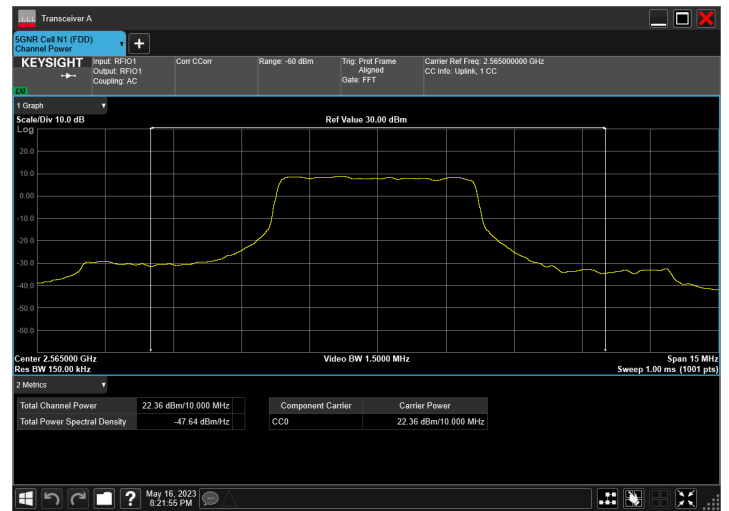 Transceiver A
5GNR Cell N1 (FDD)
Channel Power
KEYSIGHT
LXI
Input: RFIO1
Output: RFIO1
Coupling: AC
Corr CCorr
Range: -60 dBm
Trig: Prot Frame
Aligned
Gate: FFT
Carrier Ref Freq: 2.565000000 GHz
CC Info: Uplink, 1 CC
1 Graph
Scale/Div 10.0 dB
Ref Value 30.00 dBm
Log
20.0
10.0
0.00
-10.0
-20.0
-30.0
-40.0
-50.0
-60.0
Center 2.565000 GHz
Video BW 1.5000 MHz
Span 15 MHz
Res BW 150.00 kHz
Sweep 1.00 ms (1001 pts)
2 Metrics
Total Channel Power 22.36 dBm/10.000 MHz
Total Power Spectral Density -47.64 dBm/Hz
Component Carrier Carrier Power
CC0 22.36 dBm/10.000 MHz
? May 16, 2023
8:21:55 PM